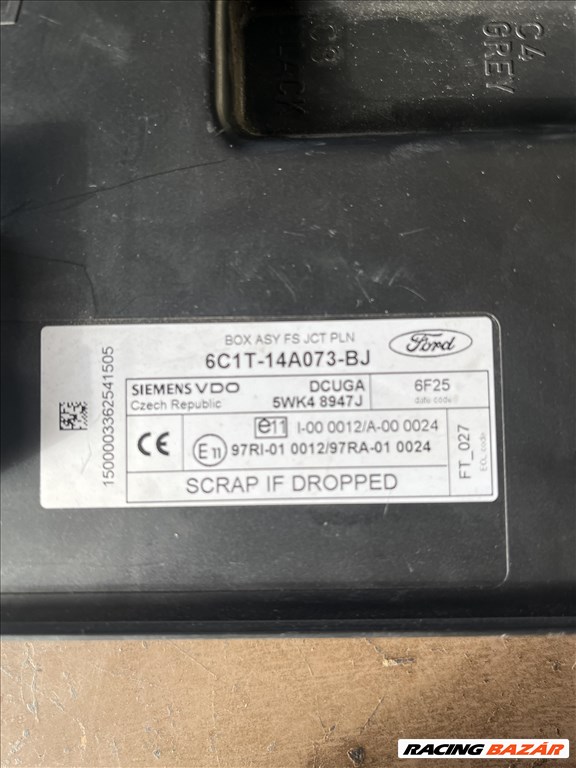 C4
GREY
C3
BOX ASY FS JCT PLN
Ford
6C1T-14A073-BJ
SIEMENS VDO
Czech Republic
DCUGA
5WK4 8947J
6F25
date code
e11 I-00 0012/A-00 0024
CE
E11 97RI-01 0012/97RA-01 0024
SCRAP IF DROPPED
FT_027
ECL code
1500003362541505
RACING BAZÁR